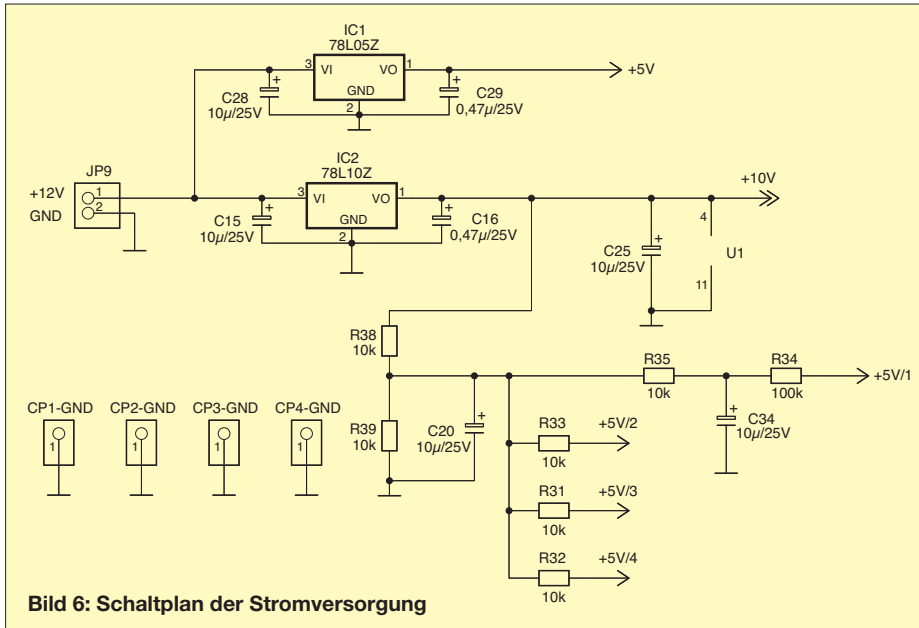 IC1
78L05Z
3
VI
VO
1
+5V
C28
10µ/25V
GND
2
C29
0,47µ/25V
JP9
+12V
1
GND
2
IC2
78L10Z
3
VI
VO
1
+10V
C15
10µ/25V
GND
2
C16
0,47µ/25V
C25
10µ/25V
4
U1
11
R38
10k
R35
10k
R34
100k
+5V/1
CP1-GND
1
CP2-GND
1
CP3-GND
1
CP4-GND
1
R39
10k
C20
10µ/25V
R33
10k
+5V/2
C34
10µ/25V
R31
10k
+5V/3
R32
10k
+5V/4
Bild 6: Schaltplan der Stromversorgung
+
+
+
+
+
+
+